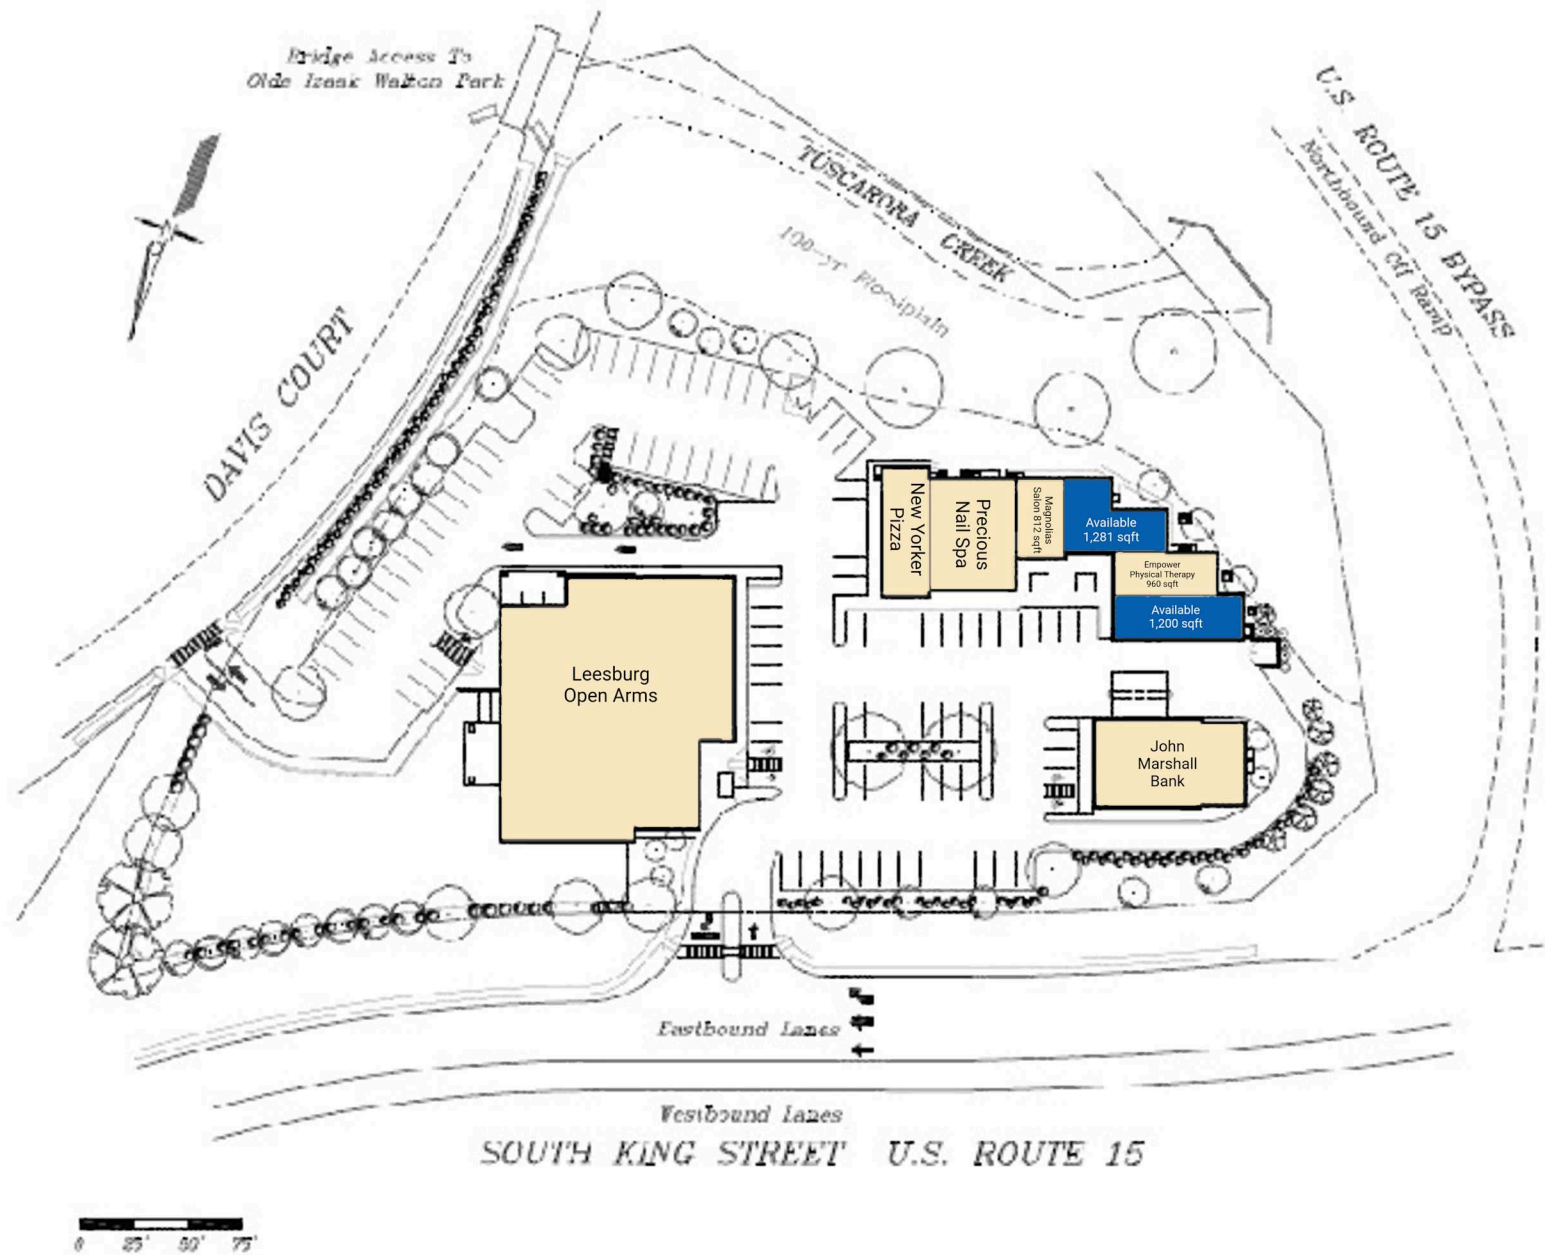 Bridge Access To
Olde Izaak Walton Park
U.S. ROUTE 15 BYPASS
Northbound Off Ramp
TUSCARORA CREEK
100-yr Floodplain
DAVIS COURT
New Yorker
Pizza
Precious
Nail Spa
Magnolias
Salon 812 sqft
Available
1,281 sqft
Empower
Physical Therapy
960 sqft
Available
1,200 sqft
Leesburg
Open Arms
John
Marshall
Bank
Eastbound Lanes
Westbound Lanes
SOUTH KING STREET U.S. ROUTE 15
0 25' 50' 75'